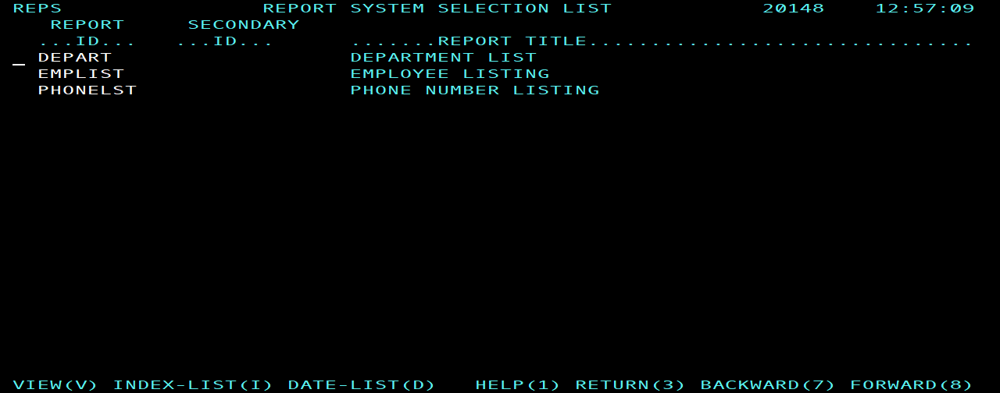 REPS REPORT SYSTEM SELECTION LIST 20148 12:57:09
REPORT SECONDARY
...ID... ...ID... .......REPORT TITLE...............................
_ DEPART DEPARTMENT LIST
EMPLIST EMPLOYEE LISTING
PHONELST PHONE NUMBER LISTING
VIEW(V) INDEX-LIST(I) DATE-LIST(D) HELP(1) RETURN(3) BACKWARD(7) FORWARD(8)